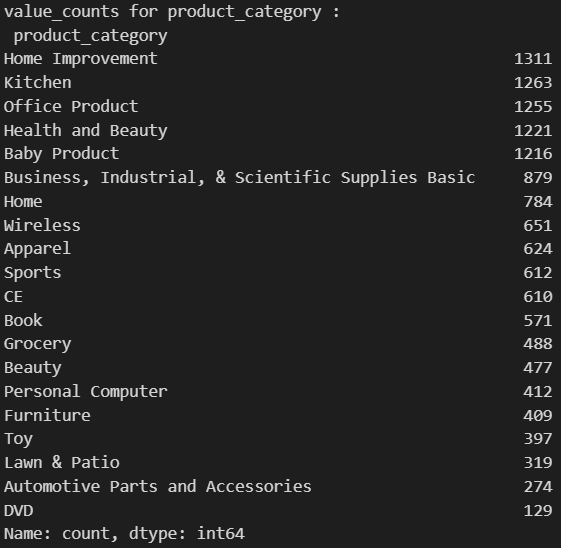 value_counts for product_category :
product_category
Home Improvement 1311
Kitchen 1263
Office Product 1255
Health and Beauty 1221
Baby Product 1216
Business, Industrial, & Scientific Supplies Basic 879
Home 784
Wireless 651
Apparel 624
Sports 612
CE 610
Book 571
Grocery 488
Beauty 477
Personal Computer 412
Furniture 409
Toy 397
Lawn & Patio 319
Automotive Parts and Accessories 274
DVD 129
Name: count, dtype: int64